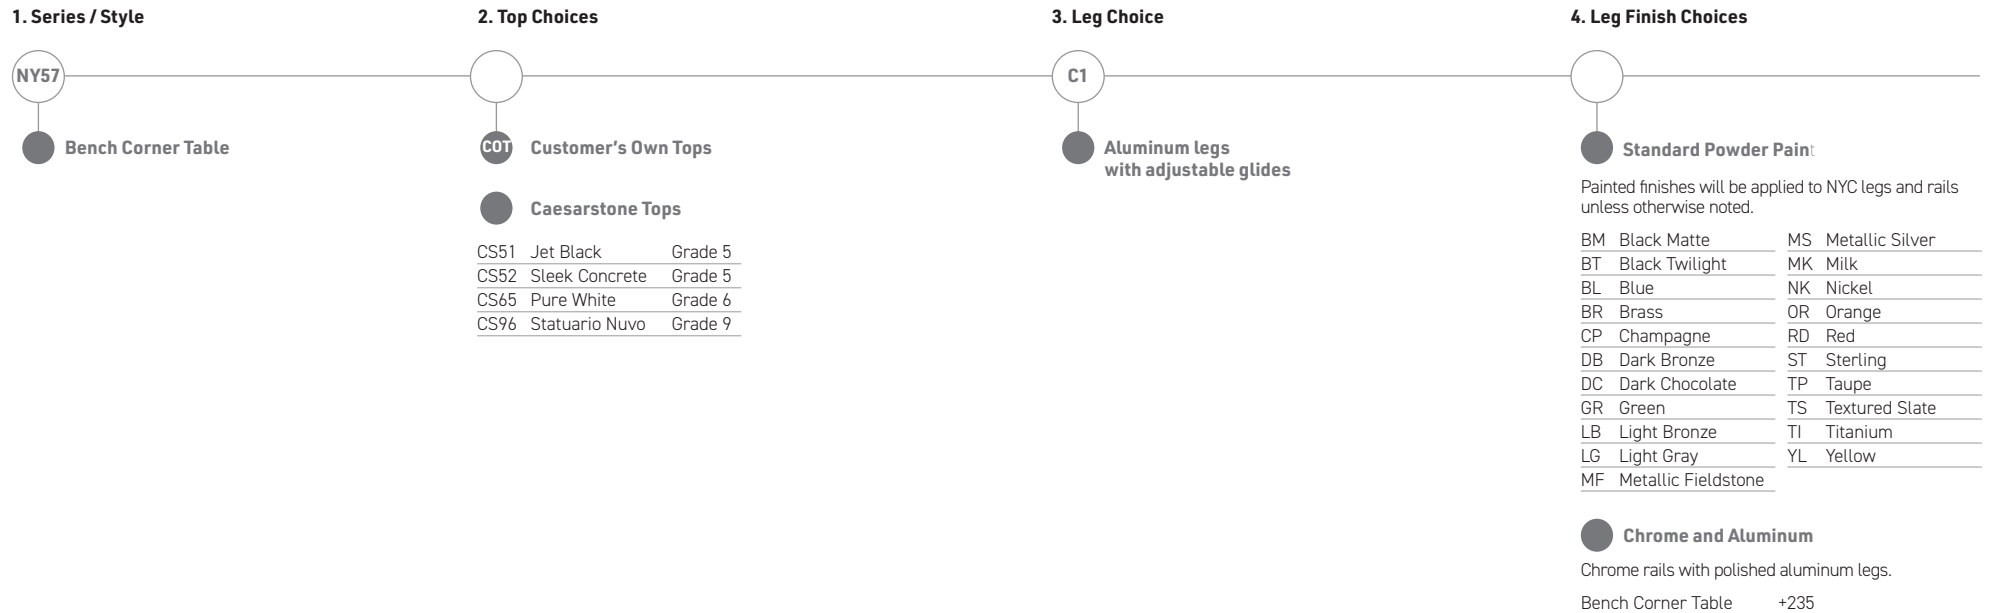 1. Series / Style
NY57
Bench Corner Table
2. Top Choices
COT Customer's Own Tops
Caesarstone Tops
CS51 Jet Black Grade 5
CS52 Sleek Concrete Grade 5
CS65 Pure White Grade 6
CS96 Statuario Nuvo Grade 9
3. Leg Choice
C1
Aluminum legs
with adjustable glides
4. Leg Finish Choices
Standard Powder Paint
Painted finishes will be applied to NYC legs and rails
unless otherwise noted.
BM Black Matte
BT Black Twilight
BL Blue
BR Brass
CP Champagne
DB Dark Bronze
DC Dark Chocolate
GR Green
LB Light Bronze
LG Light Gray
MF Metallic Fieldstone
MS Metallic Silver
MK Milk
NK Nickel
OR Orange
RD Red
ST Sterling
TP Taupe
TS Textured Slate
TI Titanium
YL Yellow
Chrome and Aluminum
Chrome rails with polished aluminum legs.
Bench Corner Table +235